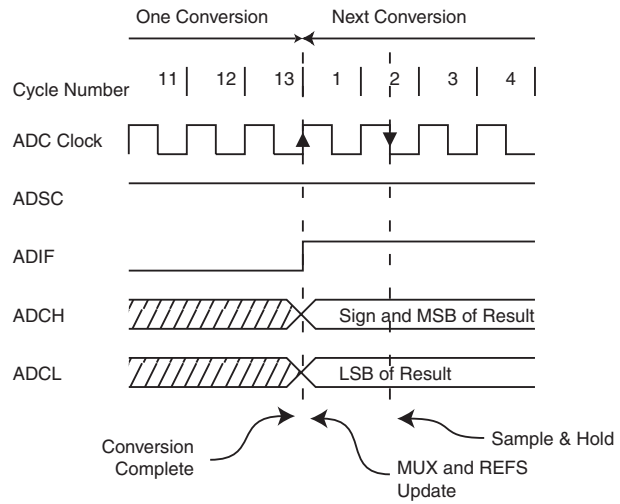 One Conversion Next Conversion
Cycle Number 11 12 13 1 2 3 4
ADC Clock
ADSC
ADIF
ADCH Sign and MSB of Result
ADCL LSB of Result
Conversion
Complete
MUX and REFS
Update
Sample & Hold